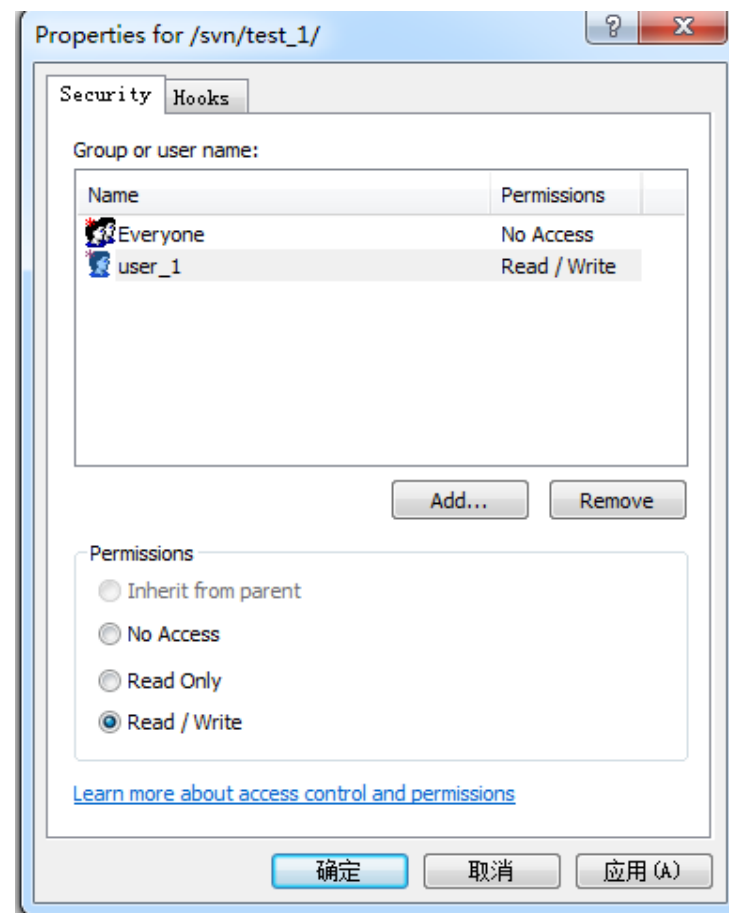 Properties for /svn/test_1/
Security Hooks
Group or user name:
Name Permissions
Everyone No Access
user_1 Read / Write
Add... Remove
Permissions
Inherit from parent
No Access
Read Only
Read / Write
Learn more about access control and permissions
确定 取消 应用(A)